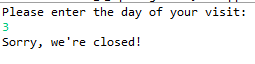 Please enter the day of your visit:
3
Sorry, we're closed!